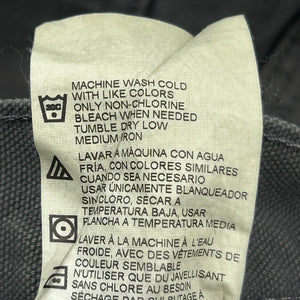 MACHINE WASH COLD
WITH LIKE COLORS
ONLY NON-CHLORINE
BLEACH WHEN NEEDED
TUMBLE DRY LOW
MEDIUM IRON
LAVAR A MÁQUINA CON AGUA
FRÍA, CON COLORES SIMILARES
CUANDO SEA NECESARIO
USAR ÚNICAMENTE BLANQUEADOR
SINCLORO, SECAR A
TEMPERATURA BAJA, USAR
PLANCHA A TEMPERATURA MEDIA
LAVER À LA MACHINE À L'EAU
FROIDE, AVEC DES VÊTEMENTS DE
COULEUR SEMBLABLE
N'UTILISER QUE DU JAVELLISANT
SANS CHLORE AU BESOIN
SÉCHAGE PAR